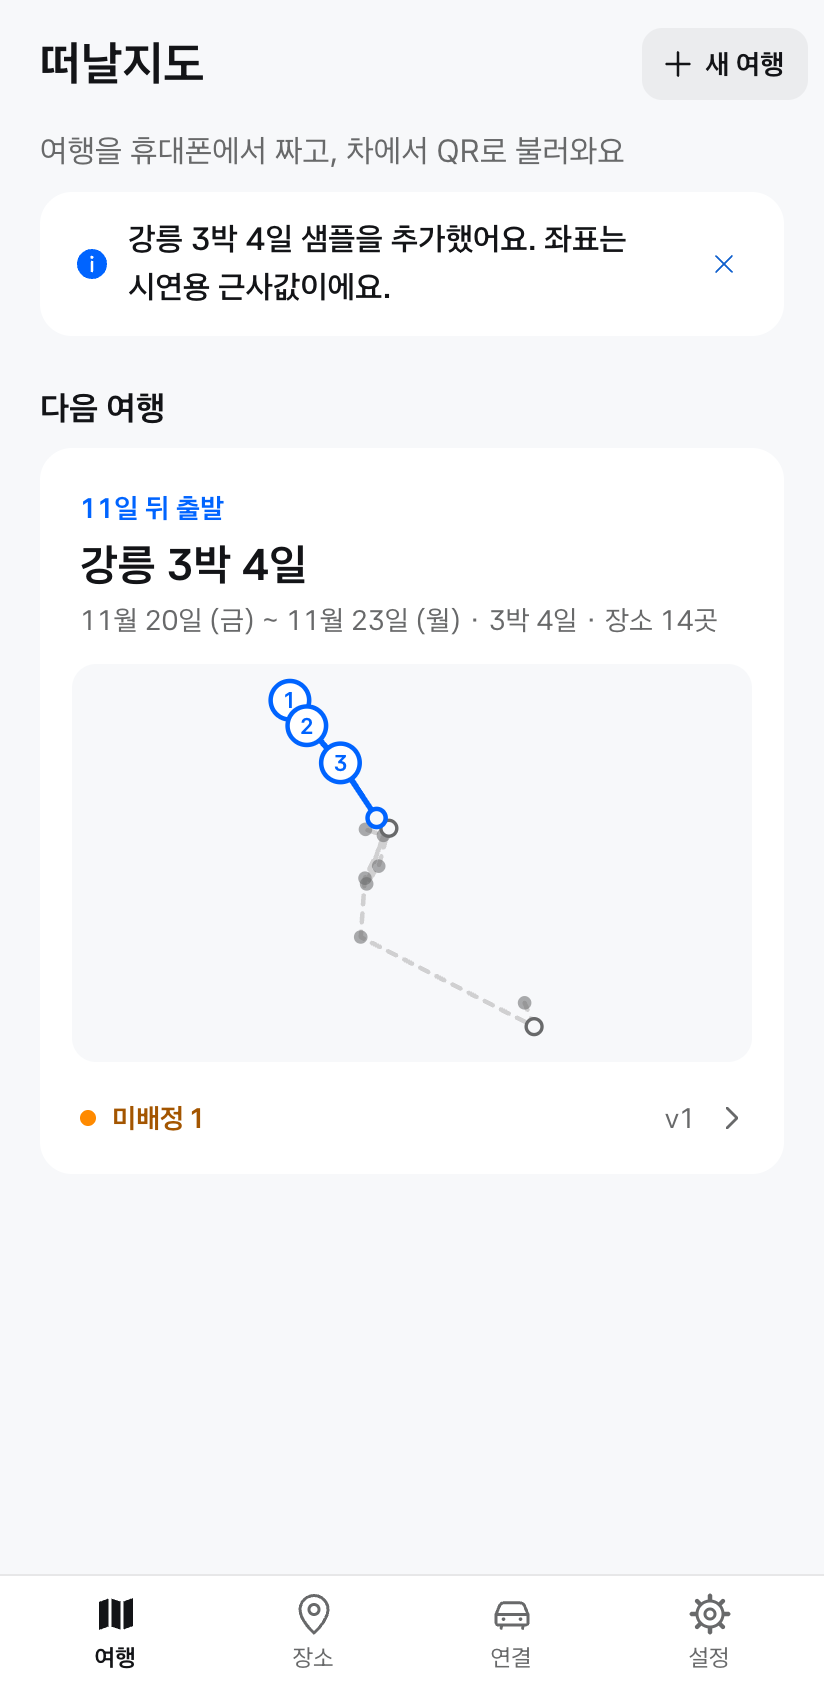 떠날지도
새 여행
여행을 휴대폰에서 짜고, 차에서 QR로 불러와요
강릉 3박 4일 샘플을 추가했어요. 좌표는
시연용 근사값이에요.
다음 여행
11일 뒤 출발
강릉 3박 4일
11월 20일 (금) ~ 11월 23일 (월) · 3박 4일 · 장소 14곳
1
2
3
미배정 1
v1
여행
장소
연결
설정